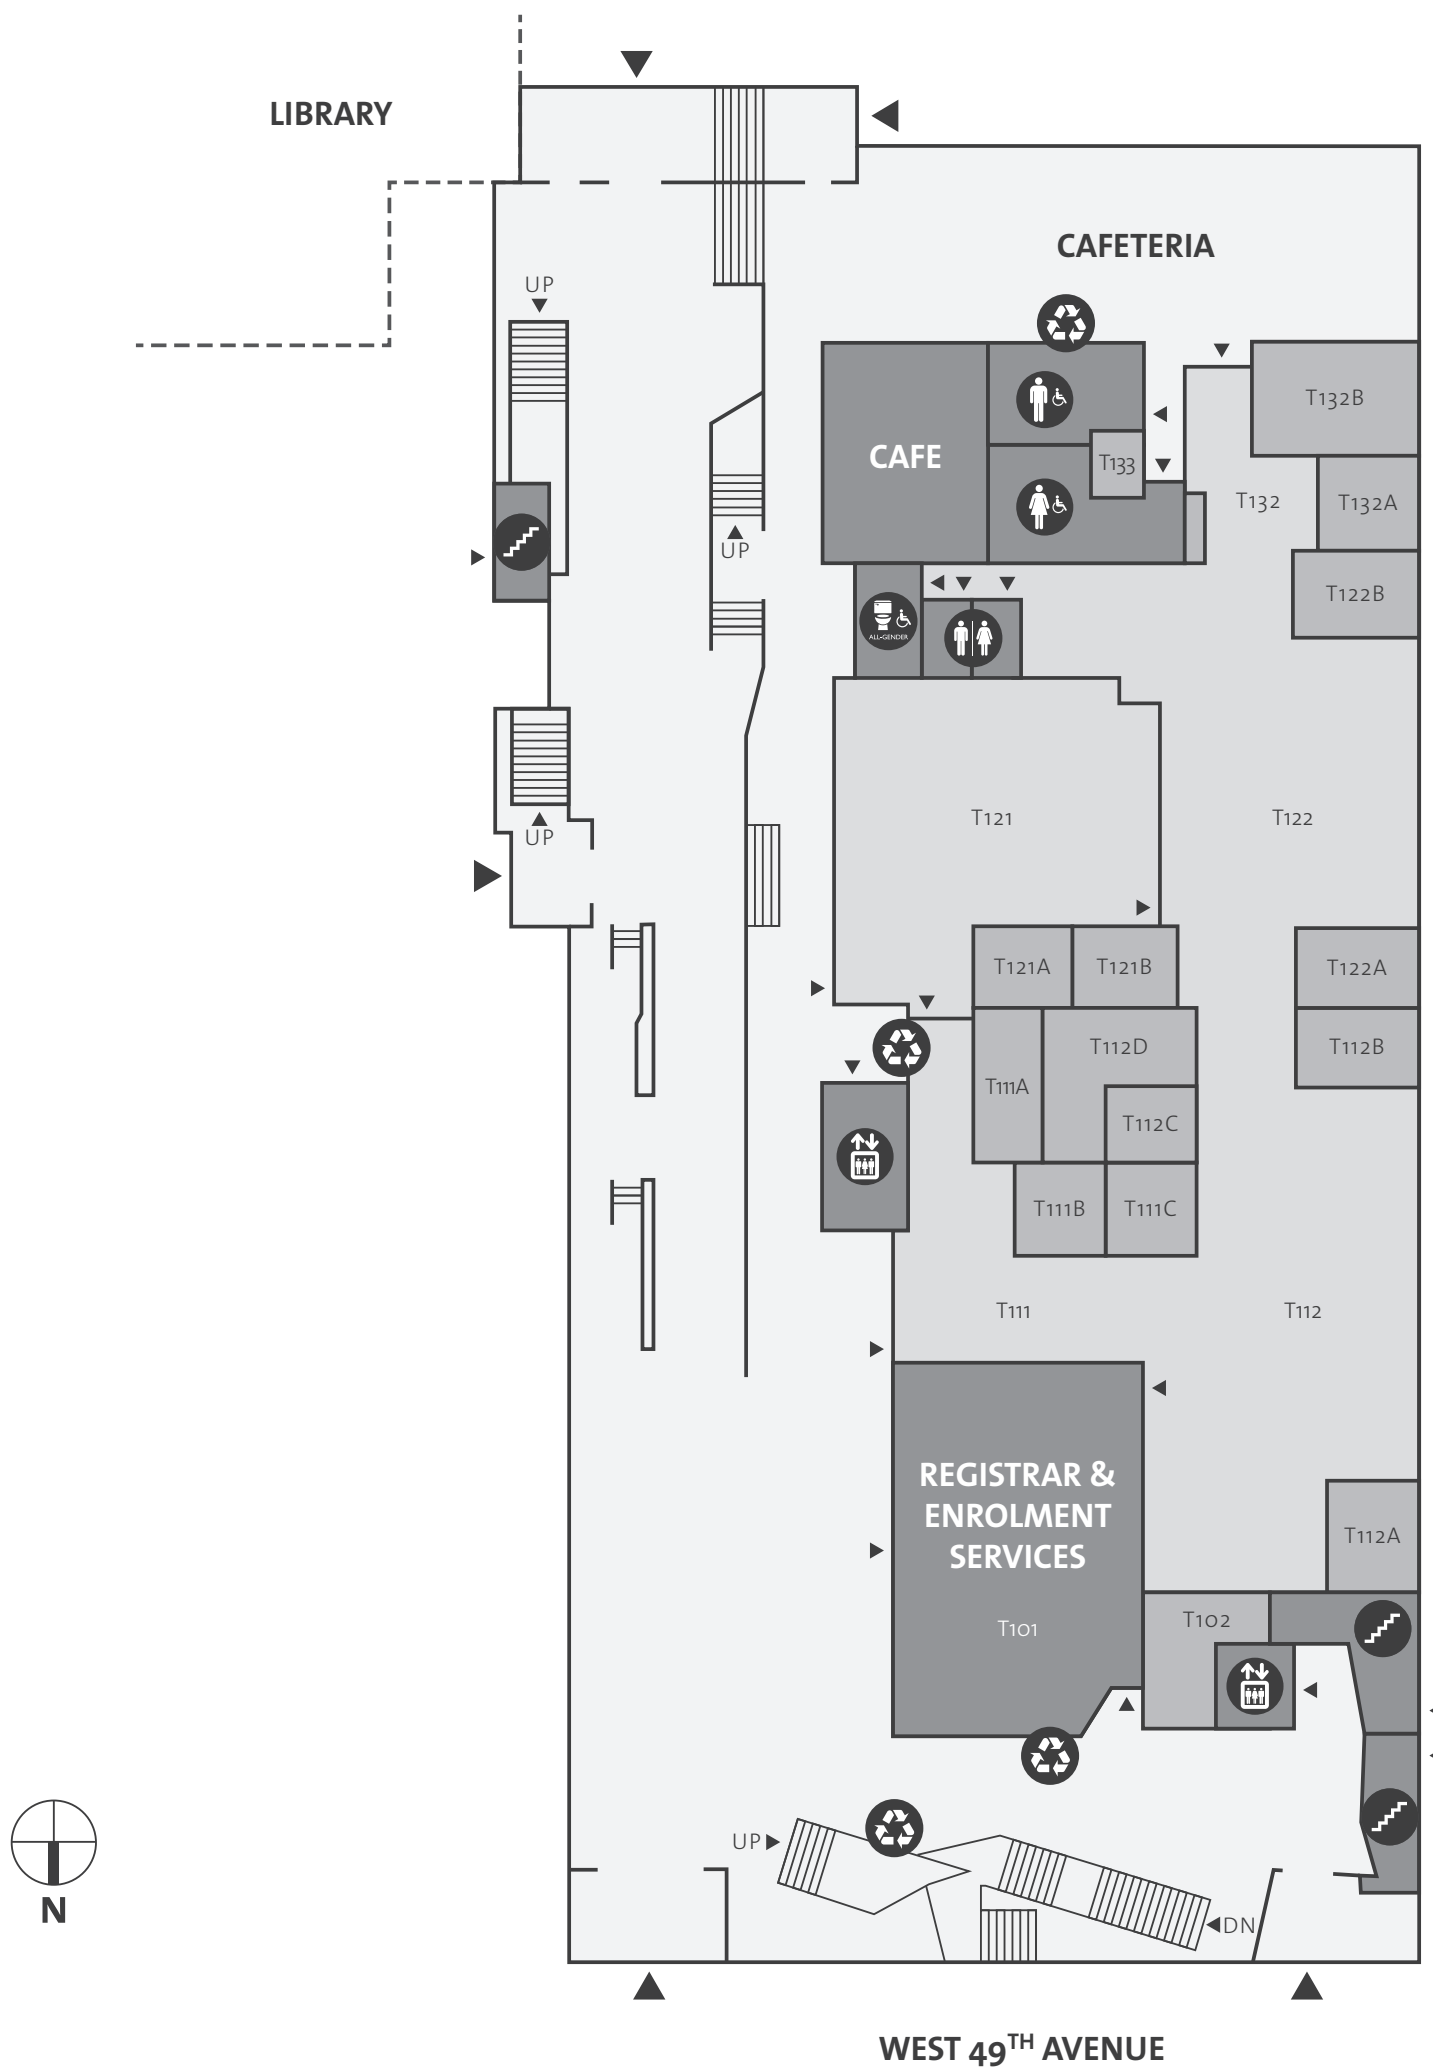 LIBRARY
CAFETERIA
UP
T132B
CAFE
T133
T132
T132A
UP
T122B
ALL-GENDER
T121
T122
UP
T121A
T121B
T122A
T112D
T112B
T111A
T112C
T111B
T111C
T111
T112
REGISTRAR &
ENROLMENT
SERVICES
T112A
T102
T101
UP
N
DN
WEST 49TH AVENUE